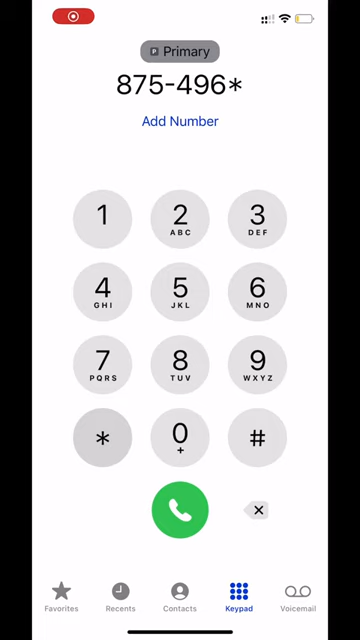 P Primary
875-496*
Add Number
1 2 3
ABC DEF
4 5 6
GHI JKL MNO
7 8 9
PQRS TUV WXYZ
* 0 #
+
Favorites Recents Contacts Keypad Voicemail